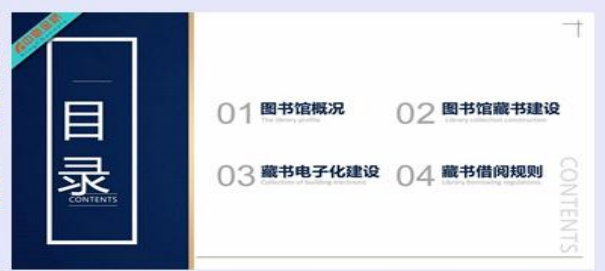 目
录
CONTENTS
01 图书馆概况
The library profile
02 图书馆藏书建设
Library collection construction
03 藏书电子化建设
Collection of building electronic
04 藏书借阅规则
Library borrowing regulations
CONTENTS